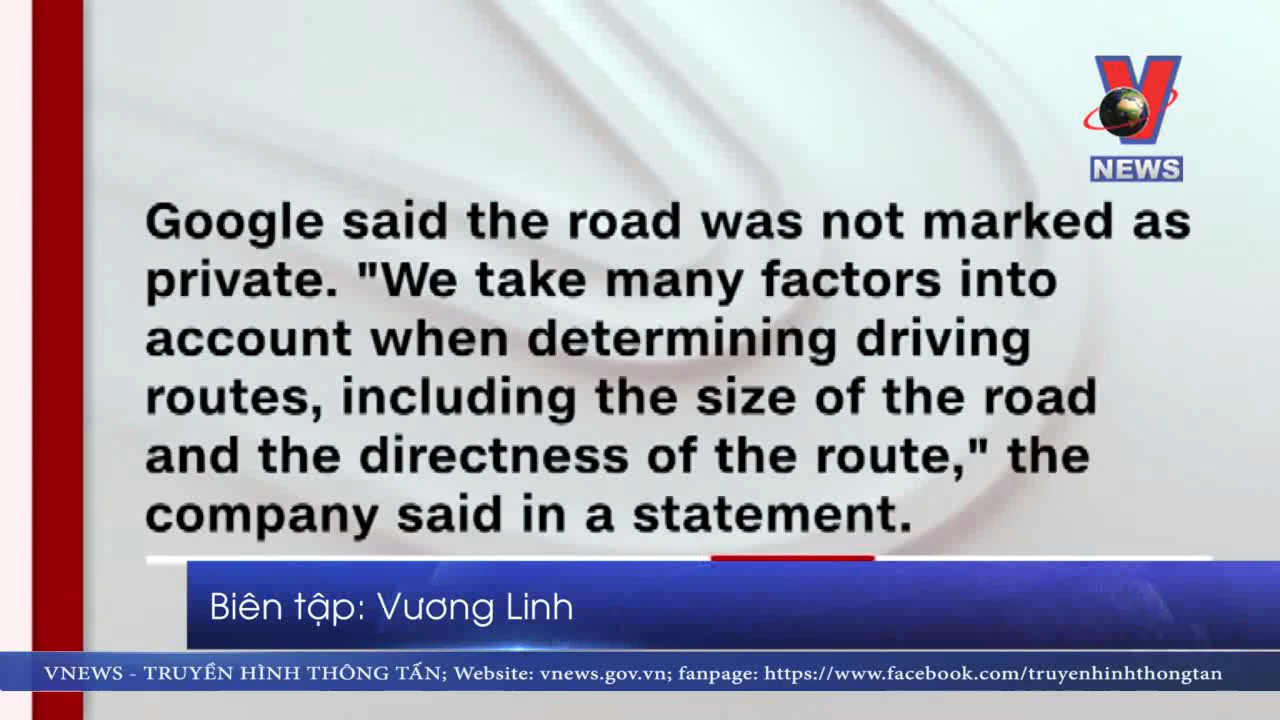 V
NEWS
Google said the road was not marked as
private. "We take many factors into
account when determining driving
routes, including the size of the road
and the directness of the route," the
company said in a statement.
Biên tập: Vương Linh
VNEWS - TRUYỀN HÌNH THÔNG TẤN; Website: vnews.gov.vn; fanpage: https://www.facebook.com/truyenhinhthongtan